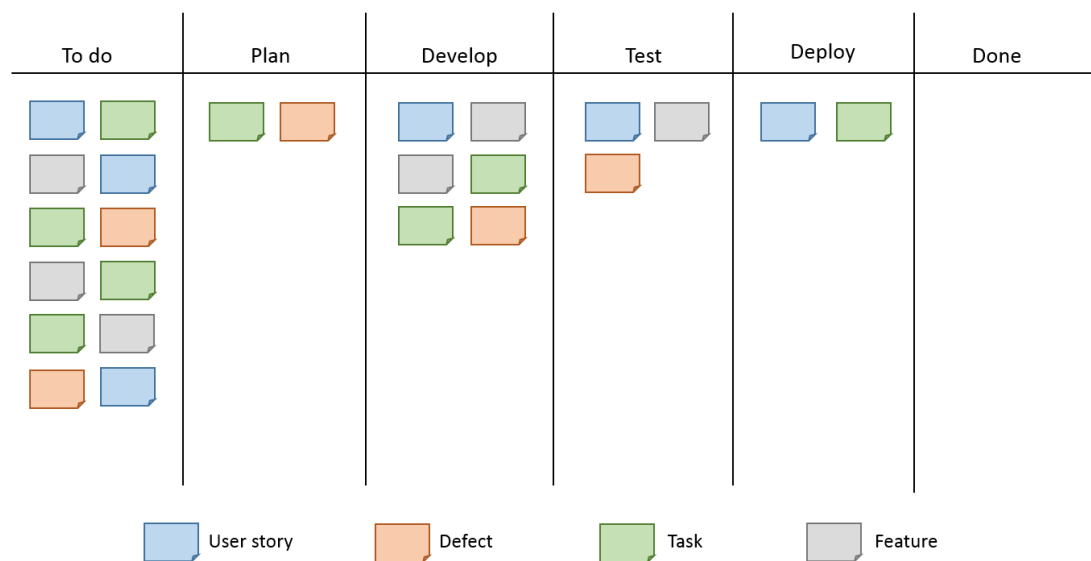 To do
Plan
Develop
Test
Deploy
Done
User story
Defect
Task
Feature